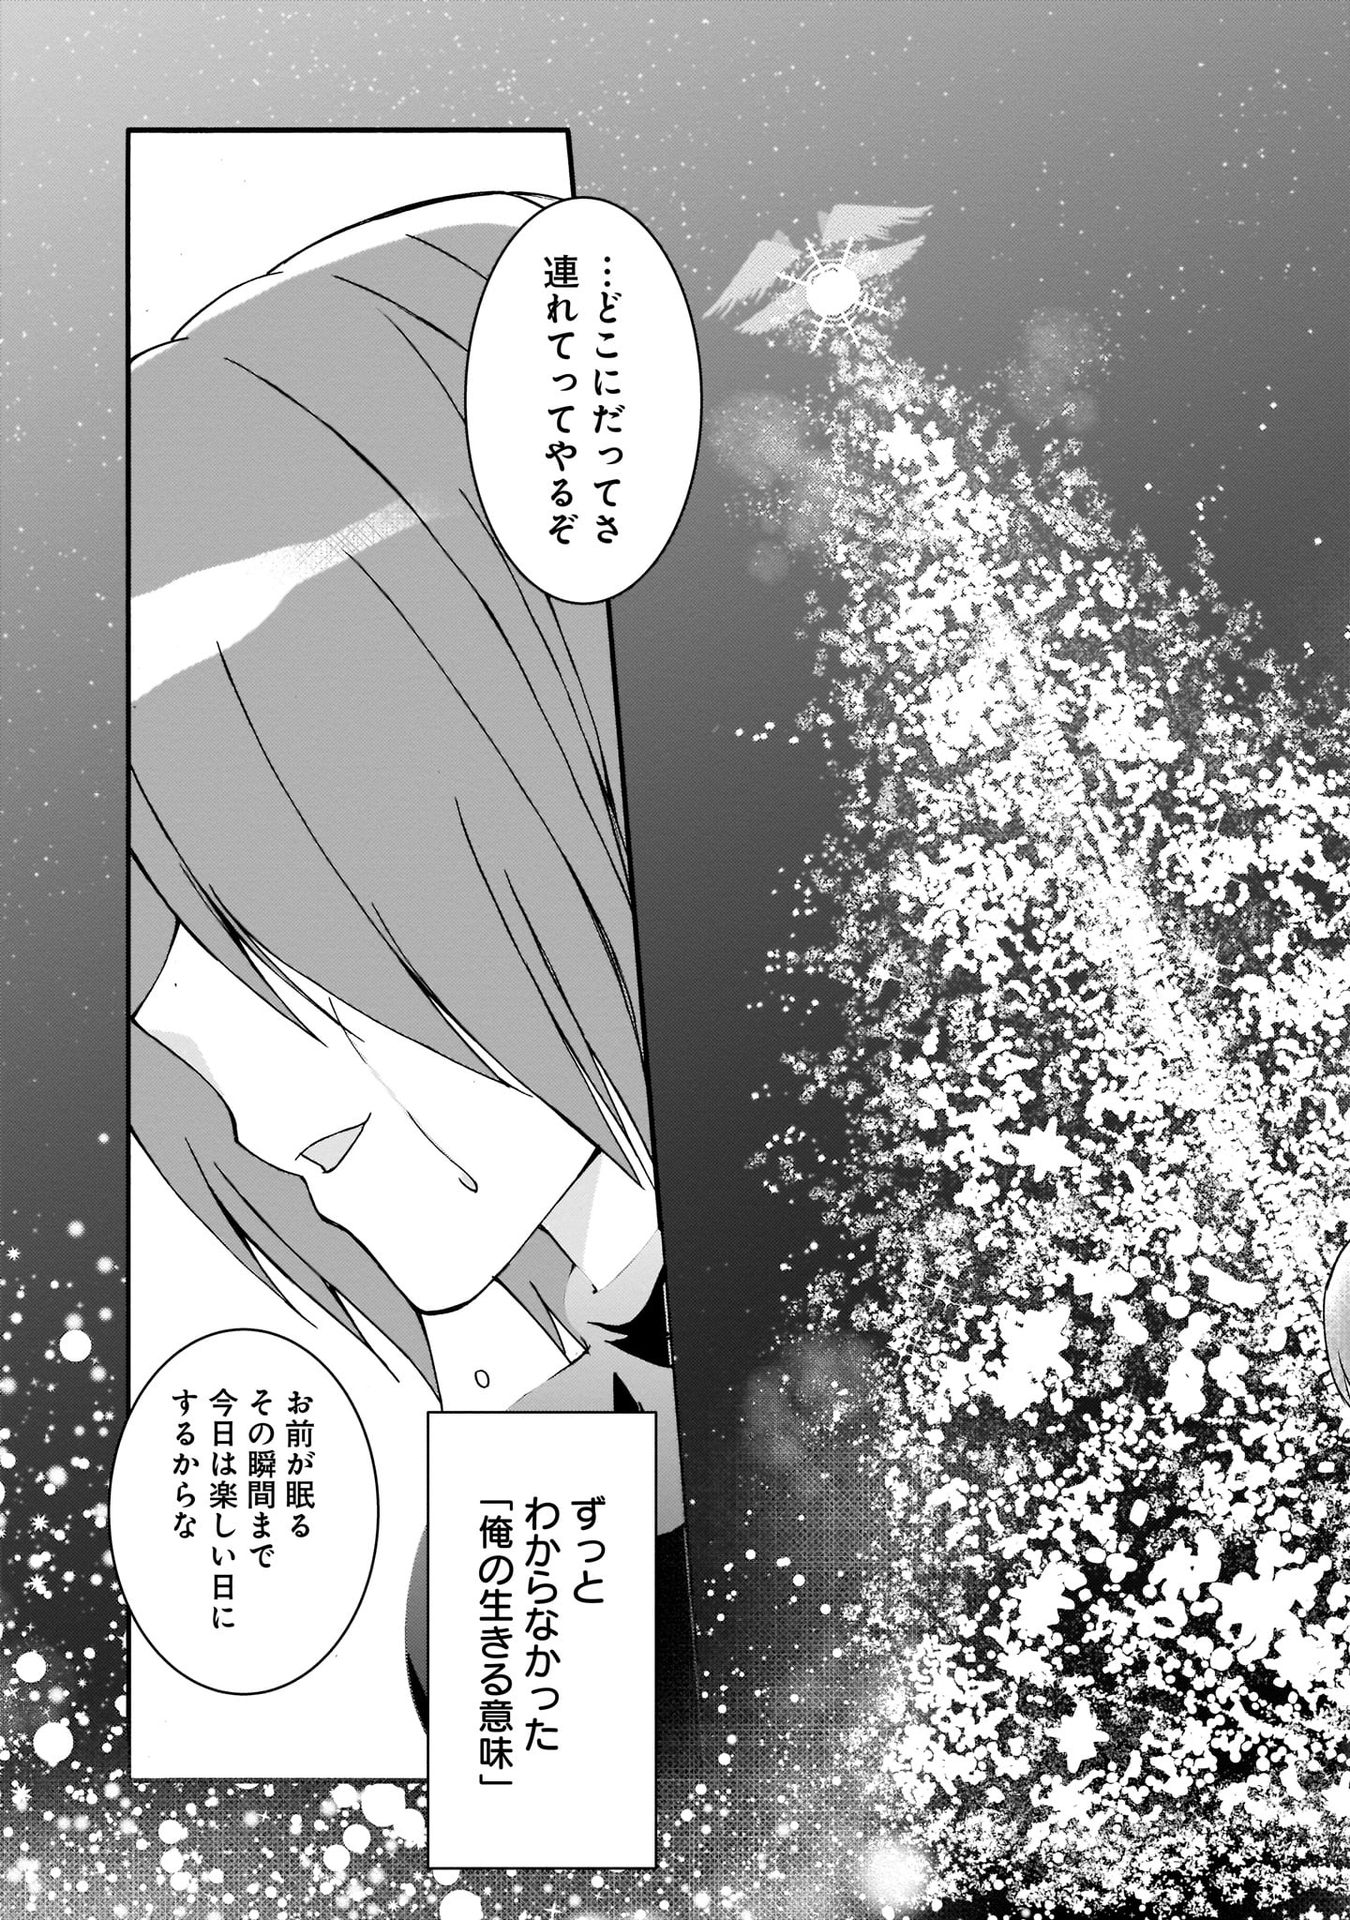 …どこにだってさ
連れてってやるぞ
ずっと
わからなかった
「俺の生きる意味」
お前が眠る
その瞬間まで
今日は楽しい日に
するからな